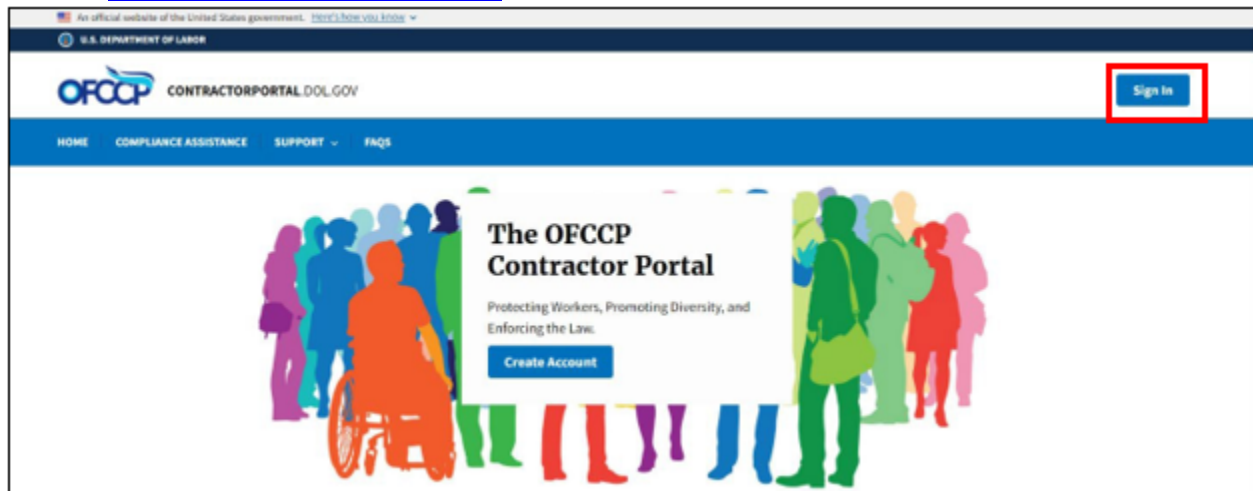 An official website of the United States government. Here's how you know
U.S. DEPARTMENT OF LABOR
OFCCP CONTRACTORPORTAL.DOL.GOV
Sign In
HOME COMPLIANCE ASSISTANCE SUPPORT FAQS
The OFCCP
Contractor Portal
Protecting Workers, Promoting Diversity, and
Enforcing the Law.
Create Account